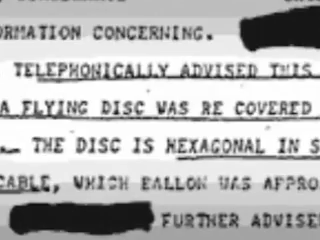 ORMATION CONCERNING.
TELEPHONICALLY ADVISED THIS
A FLYING DISC WAS RE COVERED
THE DISC IS HEXAGONAL IN S
CABLE, WHICH BALLON WAS APPRO
FURTHER ADVISE